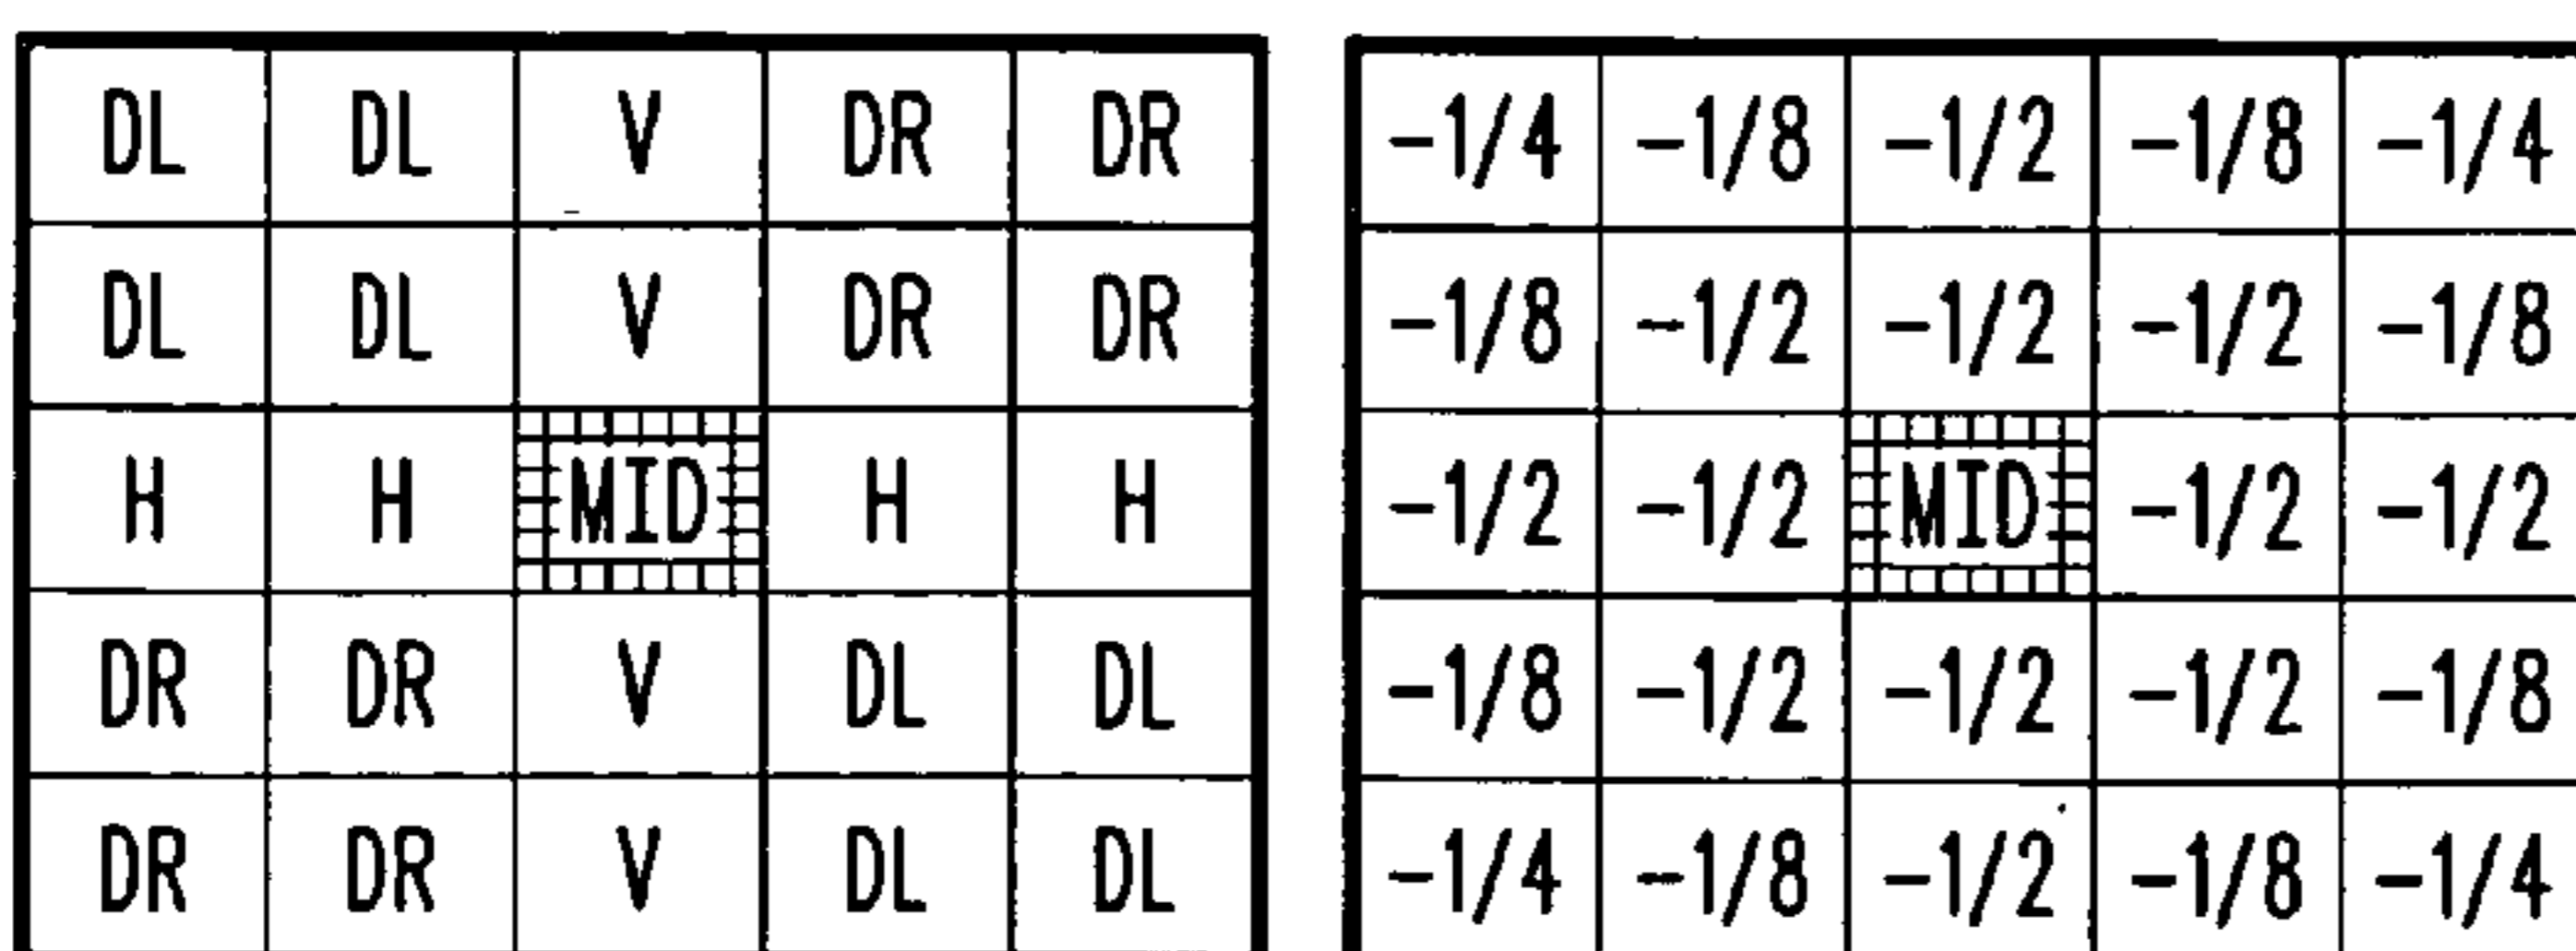 DL DL V DR DR
DL DL V DR DR
H H MID H H
DR DR V DL DL
DR DR V DL DL
-1/4 -1/8 -1/2 -1/8 -1/4
-1/8 -1/2 -1/2 -1/2 -1/8
-1/2 -1/2 MID -1/2 -1/2
-1/8 -1/2 -1/2 -1/2 -1/8
-1/4 -1/8 -1/2 -1/8 -1/4